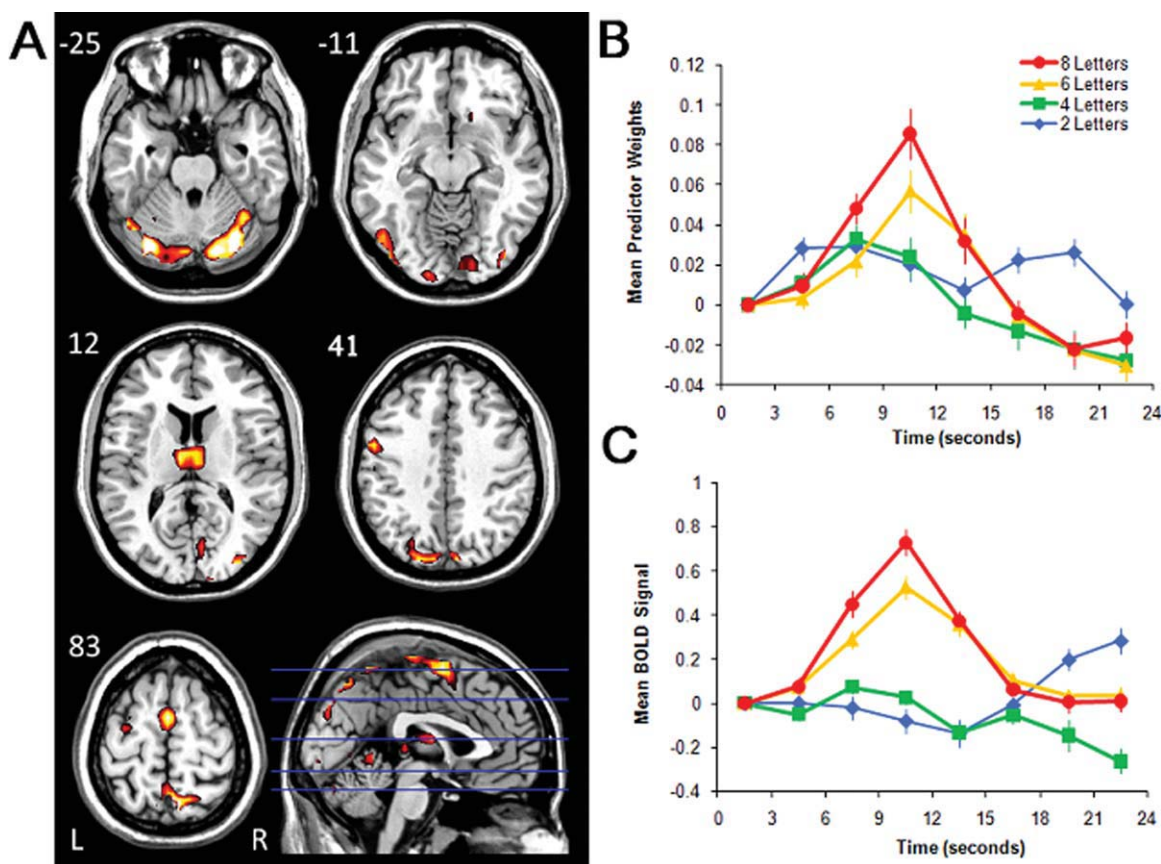 A
-25
-11
12
41
83
L
R
B
8 Letters
6 Letters
4 Letters
2 Letters
Mean Predictor Weights
0.12
0.1
0.08
0.06
0.04
0.02
0
-0.02
-0.04
0 3 6 9 12 15 18 21 24
Time (seconds)
C
Mean BOLD Signal
1
0.8
0.6
0.4
0.2
0
-0.2
-0.4
0 3 6 9 12 15 18 21 24
Time (seconds)